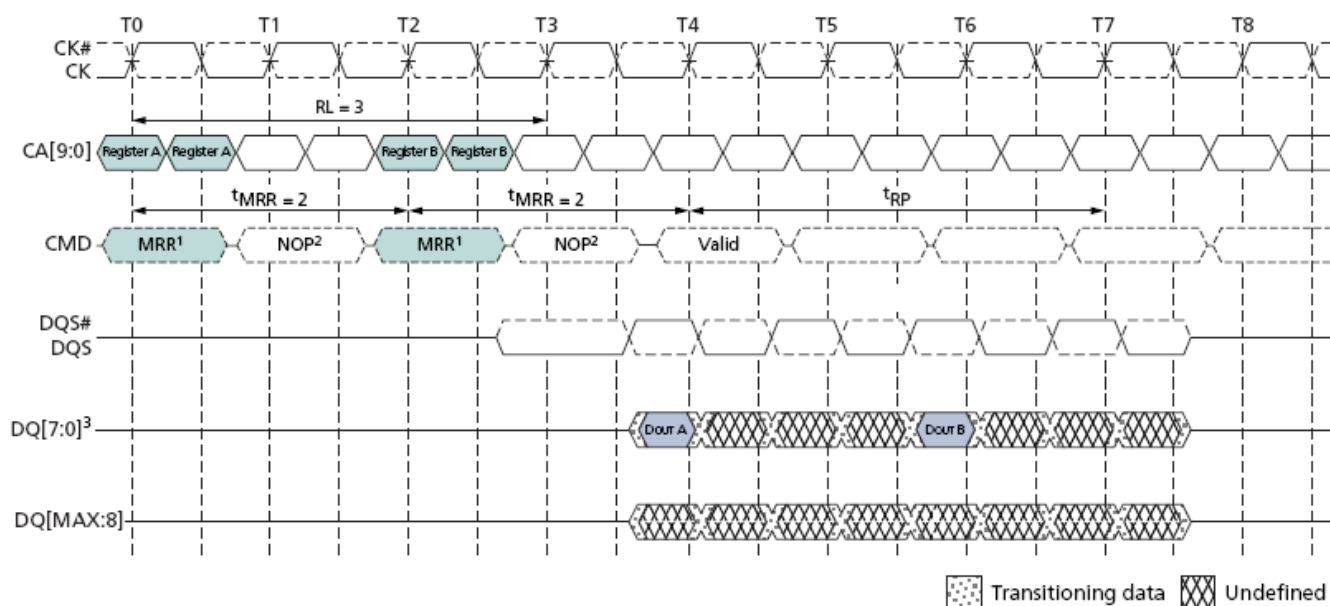 T0 T1 T2 T3 T4 T5 T6 T7 T8
CK#
CK
RL = 3
CA[9:0] Register A Register A Register B Register B
tMRR = 2 tMRR = 2 tRP
CMD MRR1 NOP2 MRR1 NOP2 Valid
DQS#
DQS
DQ[7:0]3 DOUT A DOUT B
DQ[MAX:8]
Transitioning data Undefined